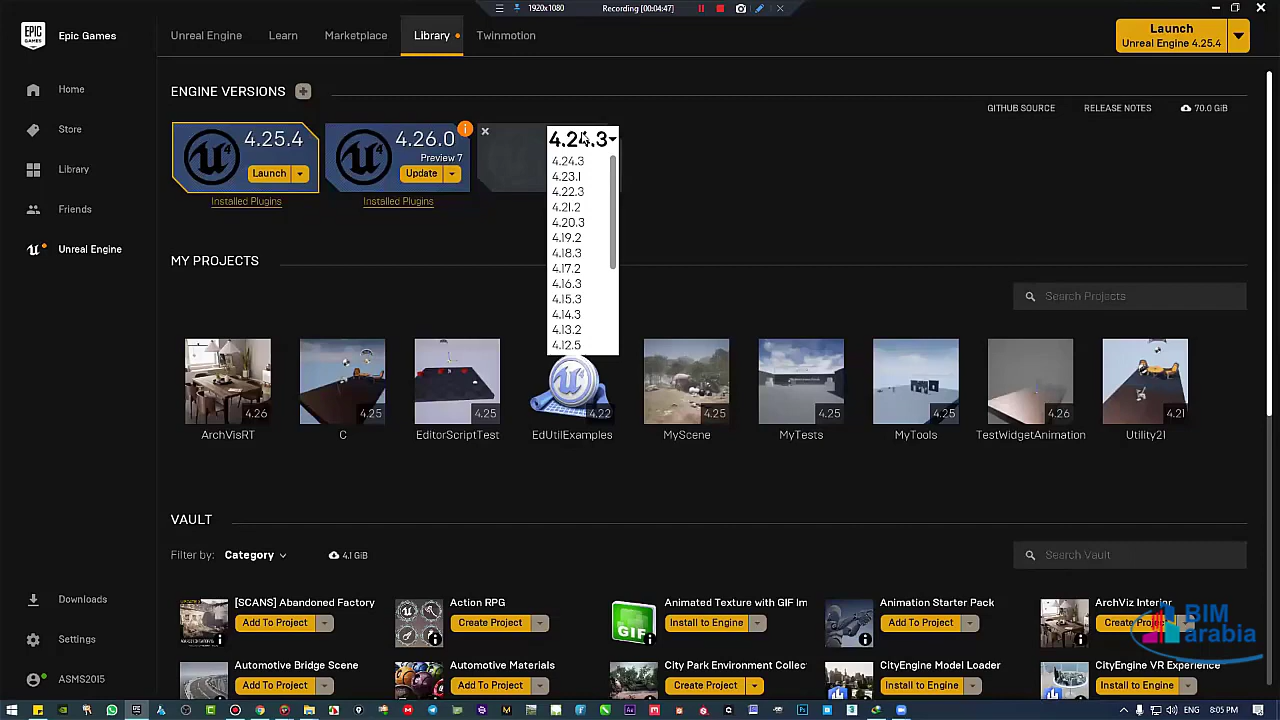 1920x1080
Recording [00:04:47]
EPIC GAMES
Epic Games
Unreal Engine
Learn
Marketplace
Library
Twinmotion
Launch
Unreal Engine 4.25.4
Home
Store
Library
Friends
Unreal Engine
ENGINE VERSIONS
GITHUB SOURCE
RELEASE NOTES
70.0 GiB
4.25.4
Launch
Installed Plugins
4.26.0
Preview 7
Update
Installed Plugins
4.24.3
4.24.3
4.23.1
4.22.3
4.21.2
4.20.3
4.19.2
4.18.3
4.17.2
4.16.3
4.15.3
4.14.3
4.13.2
4.12.5
MY PROJECTS
Search Projects
4.26
ArchVisRT
4.25
C
4.25
EditorScriptTest
4.22
EdUtilExamples
4.25
MyScene
4.25
MyTests
4.25
MyTools
4.26
TestWidgetAnimation
4.21
Utility21
VAULT
Filter by: Category
4.1 GiB
Search Vault
[SCANS] Abandoned Factory
Add To Project
Action RPG
Create Project
GIF
Animated Texture with GIF Im
Install to Engine
Animation Starter Pack
Add To Project
ArchViz Interior
Create Project
Automotive Bridge Scene
Add To Project
Automotive Materials
Add To Project
City Park Environment Collec
Create Project
CityEngine Model Loader
Install to Engine
CityEngine VR Experience
Install to Engine
Downloads
Settings
ASMS2015
BIM
arabia
ENG
8:05 PM